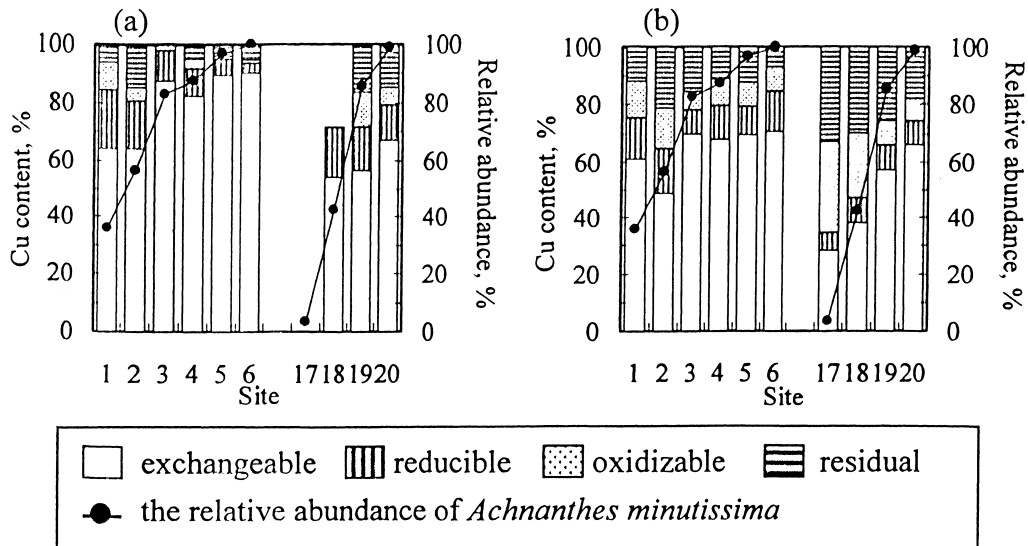 (a)
(b)
100
80
60
40
20
0
Cu content, %
100
80
60
40
20
0
Relative abundance, %
1 2 3 4 5 6 17 18 19 20
Site
100
80
60
40
20
0
Cu content, %
100
80
60
40
20
0
Relative abundance, %
1 2 3 4 5 6 17 18 19 20
Site
exchangeable reducible oxidizable residual
the relative abundance of Achnanthes minutissima